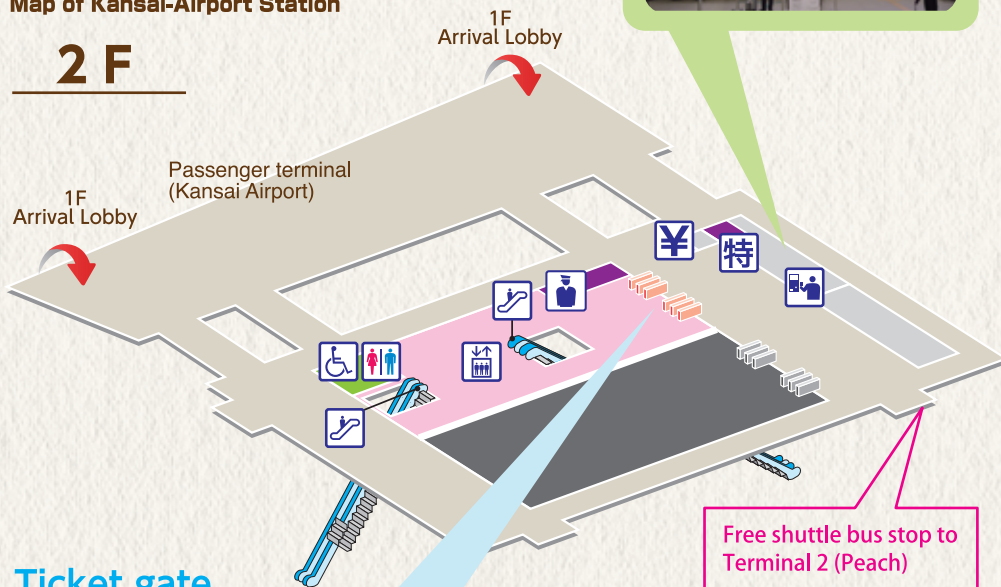 Map of Kansai-Airport Station
2 F
1F
Arrival Lobby
Passenger terminal
(Kansai Airport)
1F
Arrival Lobby
¥
特
Free shuttle bus stop to
Terminal 2 (Peach)
Ticket gate